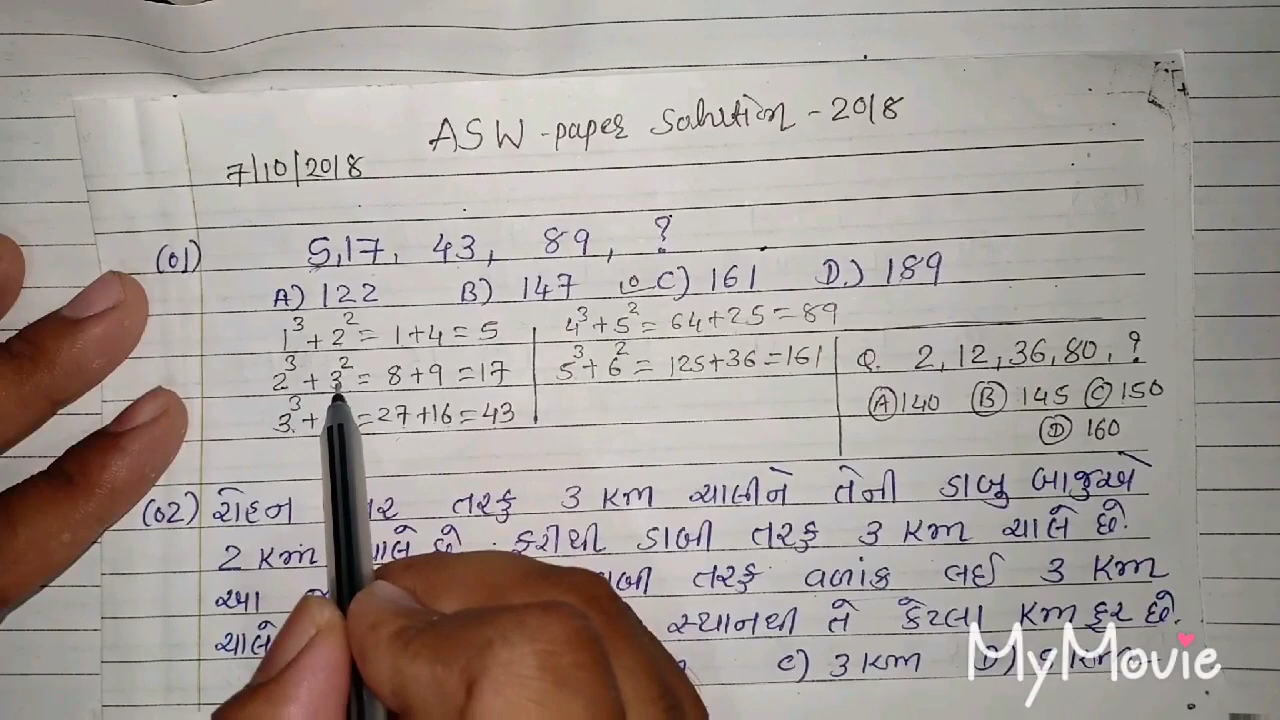 ASW -paper Solution - 2018
7/10/2018
(01) 5, 17, 43, 89, ?
A) 122 B) 147 C) 161 D.) 189
1³ + 2² = 1+4 = 5
2³ + 3² = 8+9 = 17
3³ + = 27+16 = 43
4³ + 5² = 64+25 = 89
5³ + 6² = 125+36 = 161
Q. 2, 12, 36, 80, ?
Ⓐ 140 Ⓑ 145 Ⓒ 150
Ⓓ 160
(02) રોહન તરફ 3 Km ચાલીને તેની ડાબુ બાજુએ
2 Km ચાલે છે. ફરીથી ડાબી તરફ 3 Km ચાલે છે.
તરફ વળાંક લઈ 3 Km
ચાલે સ્થાનથી તે કેટલા Km દુર છે.
C) 3 Km D)
MyMovie